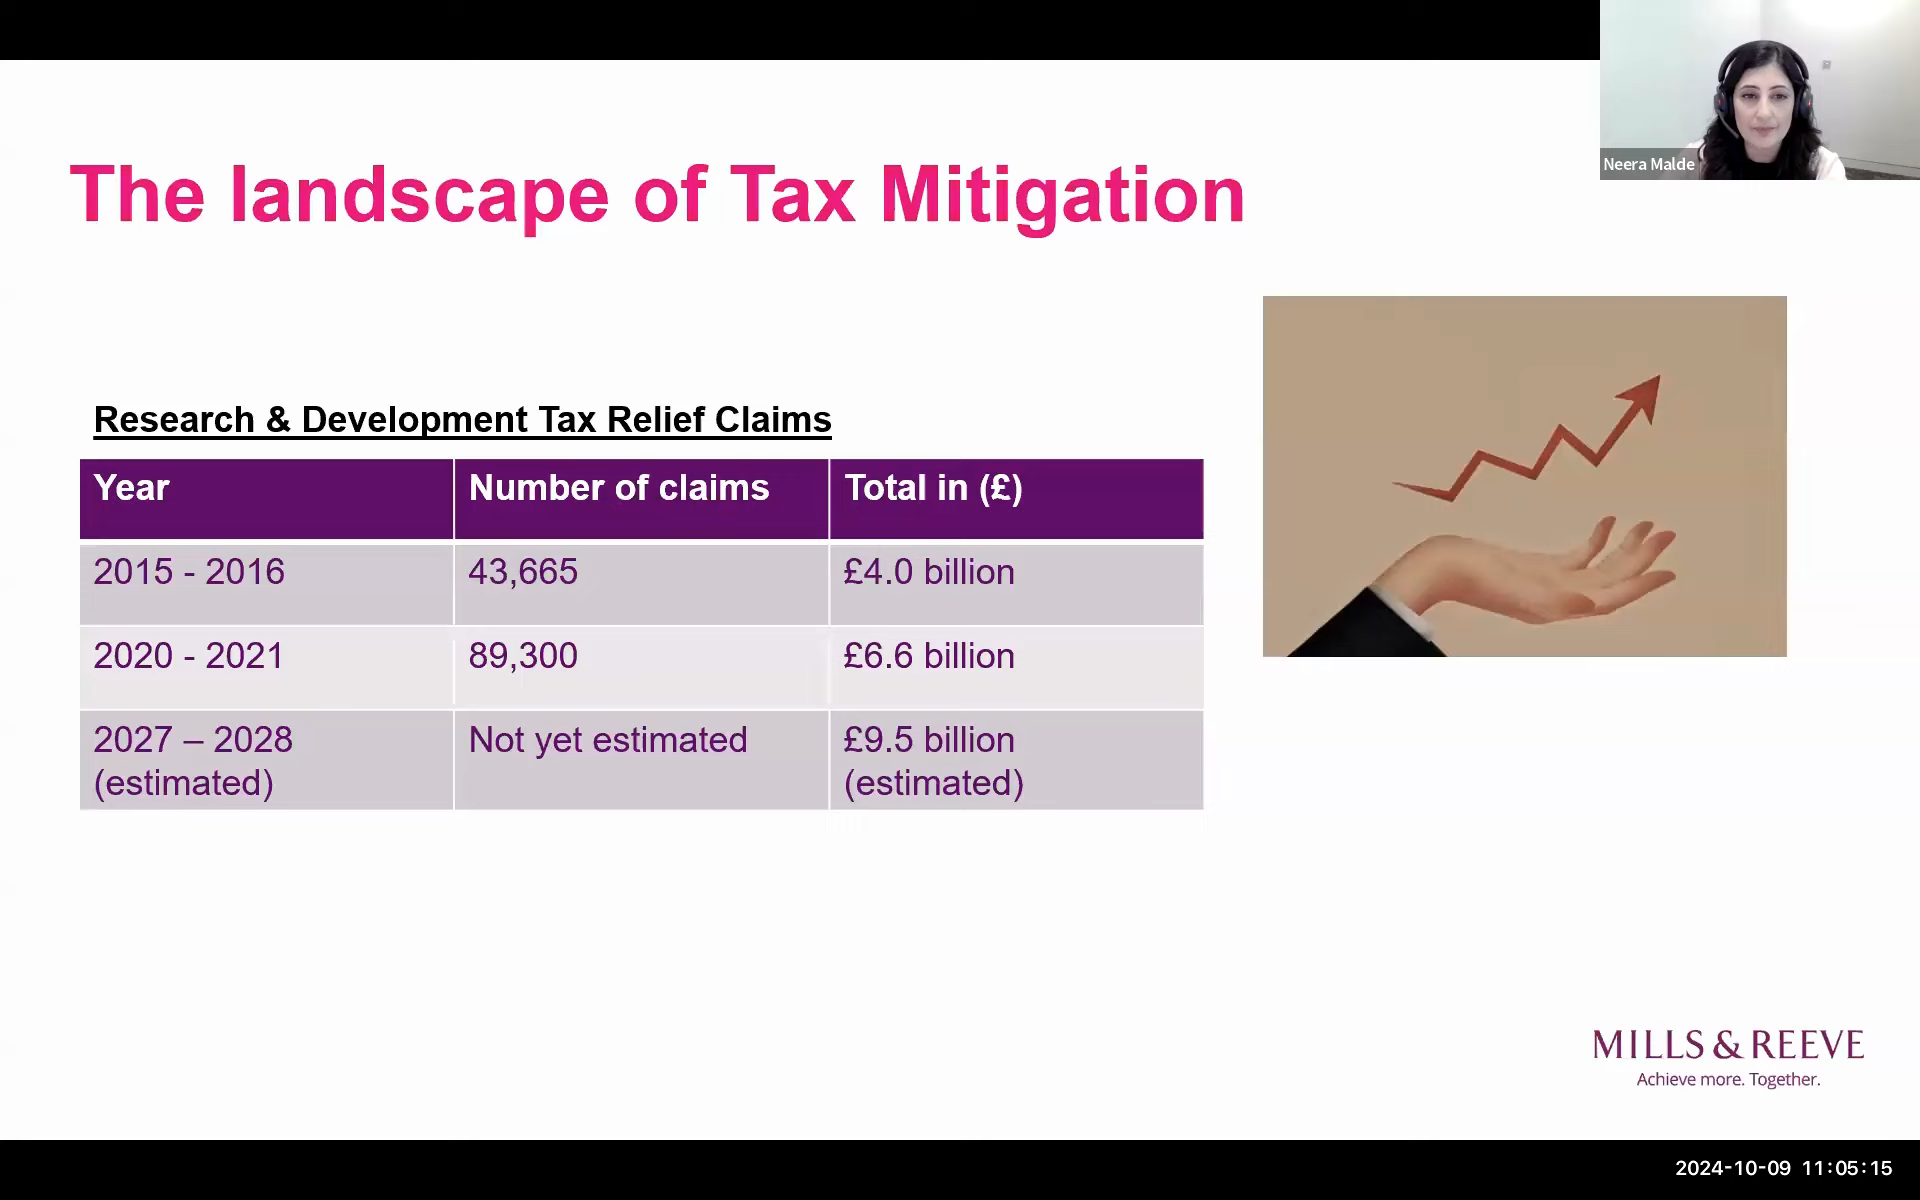 Neera Malde
The landscape of Tax Mitigation
Research & Development Tax Relief Claims
Year Number of claims Total in (£)
2015 - 2016 43,665 £4.0 billion
2020 - 2021 89,300 £6.6 billion
2027 – 2028 Not yet estimated £9.5 billion
(estimated) (estimated)
MILLS & REEVE
Achieve more. Together.
2024-10-09 11:05:15